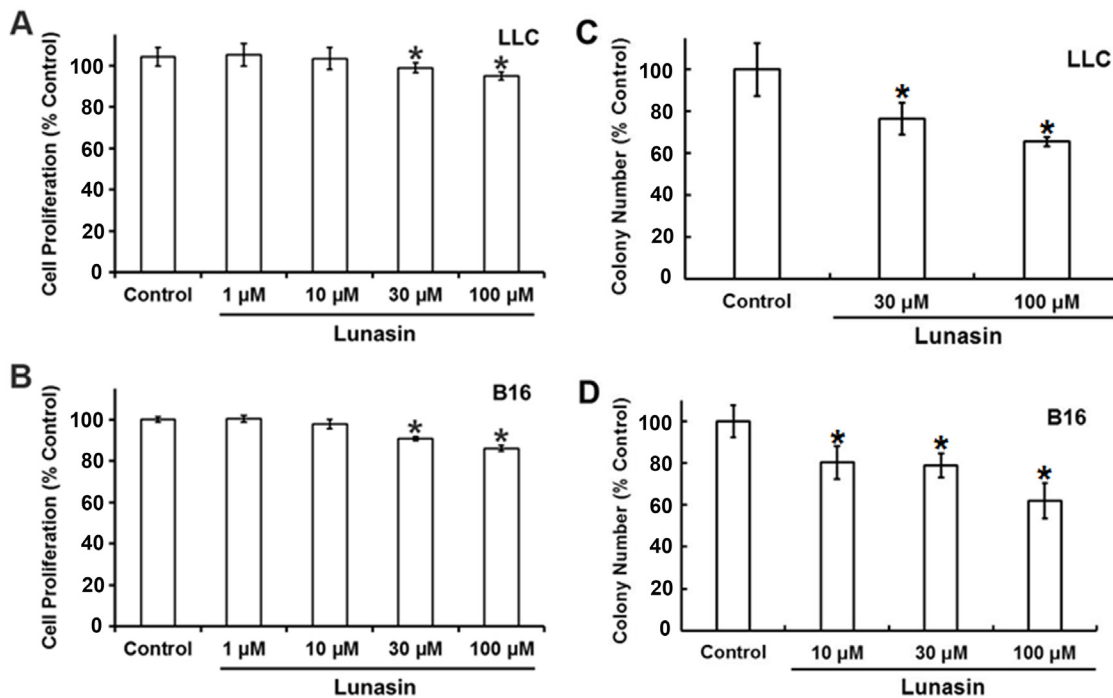 A
LLC
Cell Proliferation (% Control)
100
80
60
40
20
0
Control
1 µM
10 µM
30 µM
100 µM
*
*
Lunasin
C
LLC
Colony Number (% Control)
100
80
60
40
20
0
Control
30 µM
100 µM
*
*
Lunasin
B
B16
Cell Proliferation (% Control)
100
80
60
40
20
0
Control
1 µM
10 µM
30 µM
100 µM
*
*
Lunasin
D
B16
Colony Number (% Control)
100
80
60
40
20
0
Control
10 µM
30 µM
100 µM
*
*
*
Lunasin